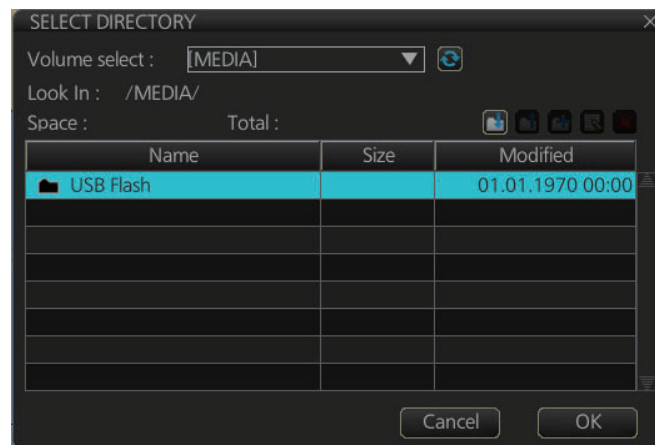 SELECT DIRECTORY
Volume select : [MEDIA]
Look In : /MEDIA/
Space : Total :
Name Size Modified
USB Flash 01.01.1970 00:00
Cancel OK